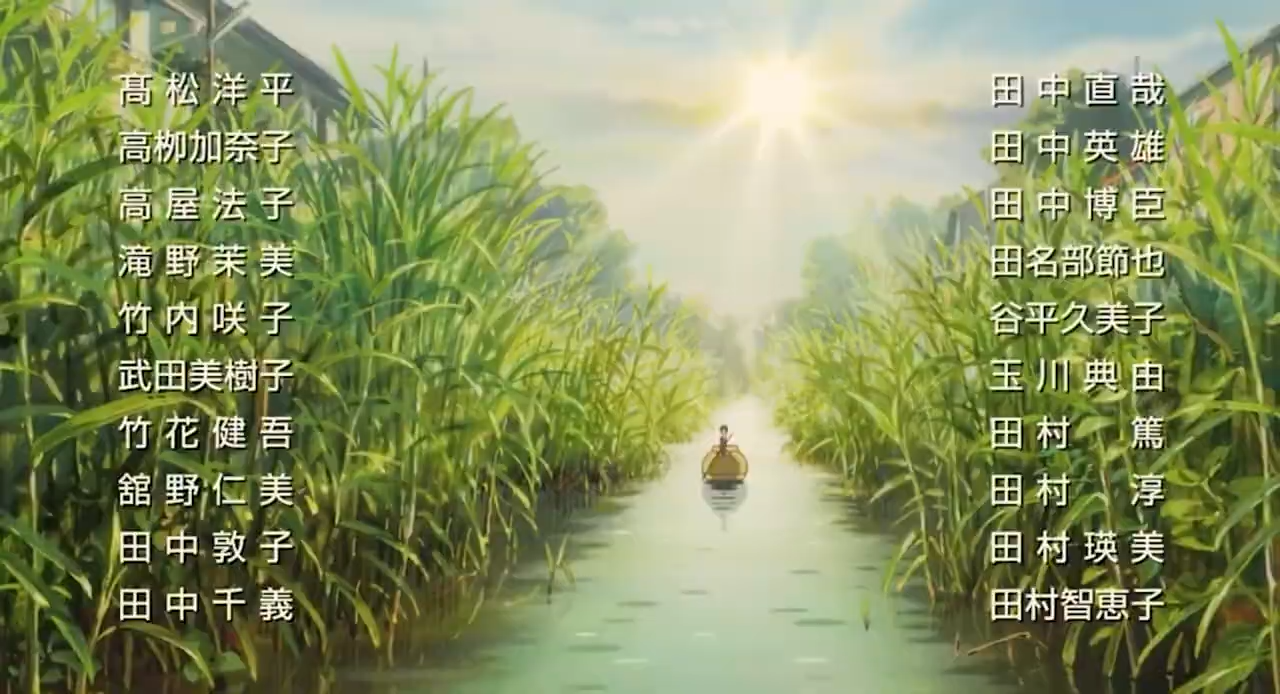 髙松洋平
高栁加奈子
高屋法子
滝野茉美
竹内咲子
武田美樹子
竹花健吾
舘野仁美
田中敦子
田中千義
田中直哉
田中英雄
田中博臣
田名部節也
谷平久美子
玉川典由
田村 篤
田村 淳
田村瑛美
田村智恵子